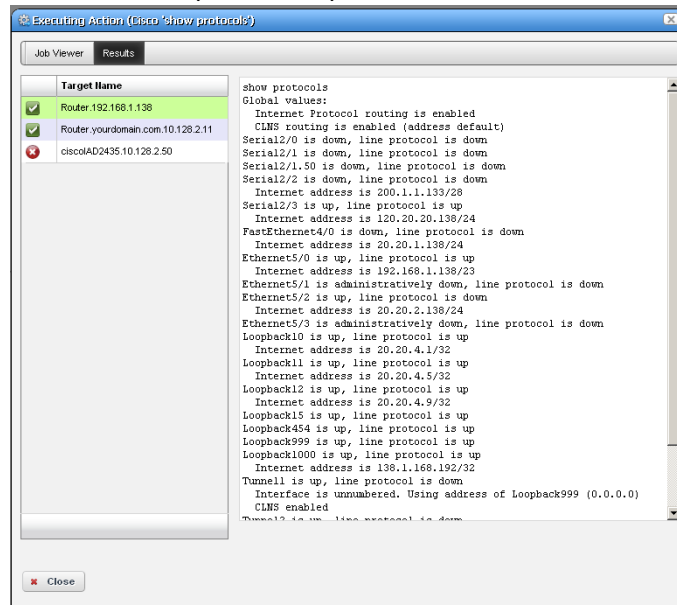 Executing Action (Cisco 'show protocols')
Job Viewer
Results
Target Name
Router.192.168.1.138
Router.yourdomain.com.10.128.2.11
ciscoIAD2435.10.128.2.50
show protocols
Global values:
Internet Protocol routing is enabled
CLNS routing is enabled (address default)
Serial2/0 is down, line protocol is down
Serial2/1 is down, line protocol is down
Serial2/1.50 is down, line protocol is down
Serial2/2 is down, line protocol is down
Internet address is 200.1.1.133/28
Serial2/3 is up, line protocol is up
Internet address is 120.20.20.138/24
FastEthernet4/0 is down, line protocol is down
Internet address is 20.20.1.138/24
Ethernet5/0 is up, line protocol is up
Internet address is 192.168.1.138/23
Ethernet5/1 is administratively down, line protocol is down
Ethernet5/2 is up, line protocol is down
Internet address is 20.20.2.138/24
Ethernet5/3 is administratively down, line protocol is down
Loopback10 is up, line protocol is up
Internet address is 20.20.4.1/32
Loopback11 is up, line protocol is up
Internet address is 20.20.4.5/32
Loopback12 is up, line protocol is up
Internet address is 20.20.4.9/32
Loopback15 is up, line protocol is up
Loopback454 is up, line protocol is up
Loopback999 is up, line protocol is up
Loopback1000 is up, line protocol is up
Internet address is 138.1.168.192/32
Tunnel1 is up, line protocol is down
Interface is unnumbered. Using address of Loopback999 (0.0.0.0)
CLNS enabled
Tunnel2 is up, line protocol is down
Close